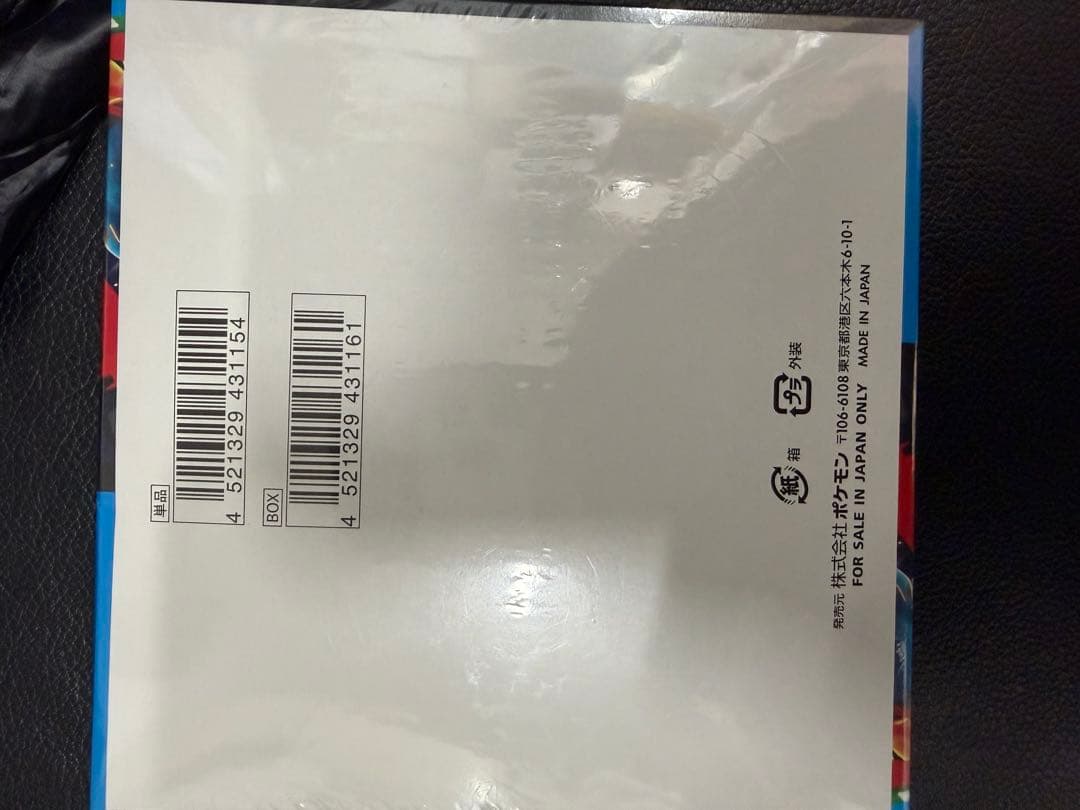 単品
4 521329 431154
BOX
4 521329 431161
紙 箱
プラ 外装
発売元 株式会社 ポケモン 〒106-6108 東京都港区六本木6-10-1
FOR SALE IN JAPAN ONLY MADE IN JAPAN